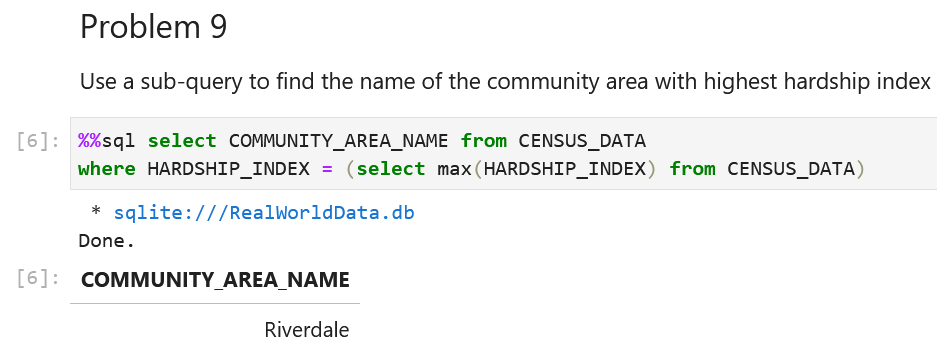 Problem 9
Use a sub-query to find the name of the community area with highest hardship index
[6]: %%sql select COMMUNITY_AREA_NAME from CENSUS_DATA
where HARDSHIP_INDEX = (select max(HARDSHIP_INDEX) from CENSUS_DATA)
* sqlite:///RealWorldData.db
Done.
[6]: COMMUNITY_AREA_NAME
Riverdale